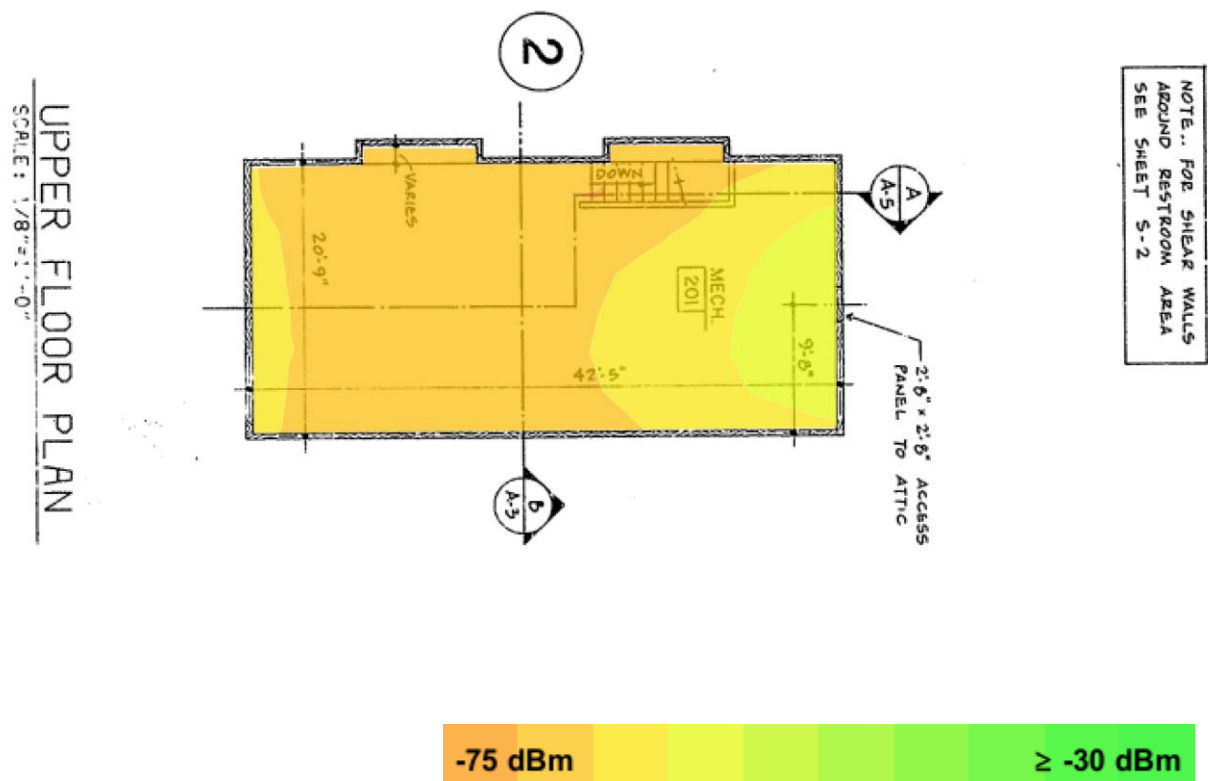 2
NOTE.. FOR SHEAR WALLS
AROUND RESTROOM AREA
SEE SHEET S-2
UPPER FLOOR PLAN
SCALE: 1/8"=1'-0"
VARIES
20'-9"
DOWN
A
A-5
MECH.
201
9'-8"
42'-5"
2'-8" x 2'-8" ACCESS
PANEL TO ATTIC
B
A-3
-75 dBm
≥ -30 dBm